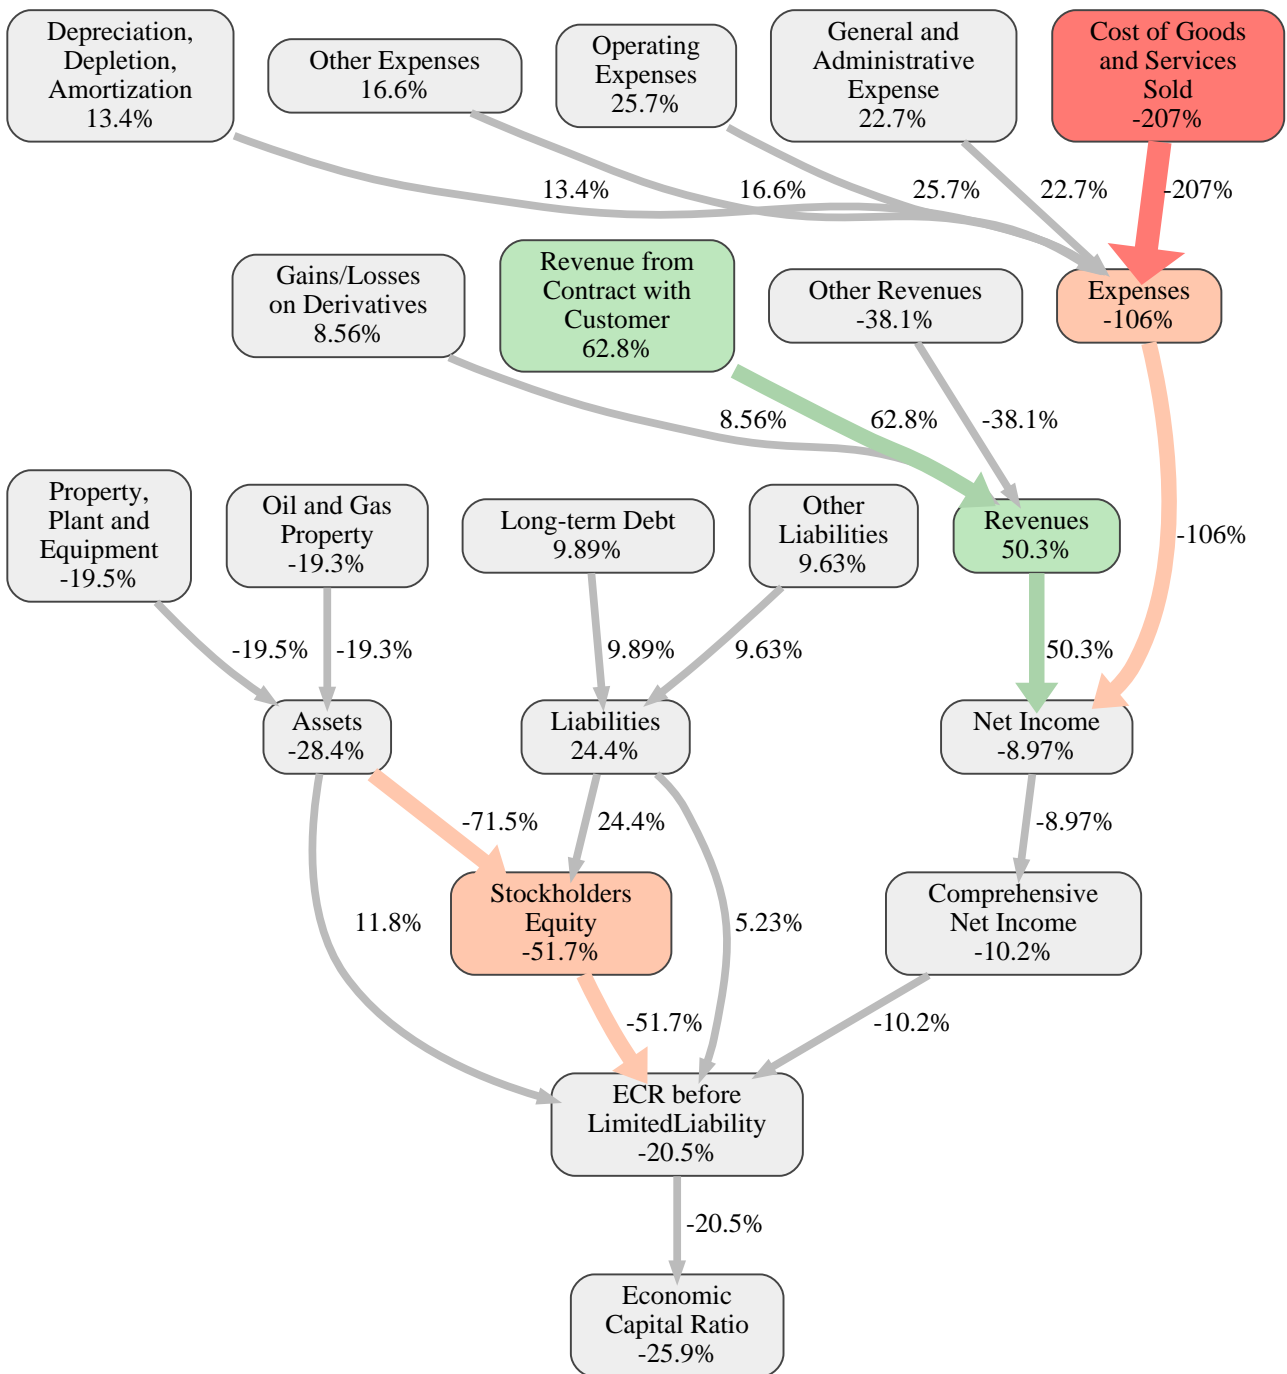 Depreciation,
Depletion,
Amortization
13.4%
Other Expenses
16.6%
Operating
Expenses
25.7%
General and
Administrative
Expense
22.7%
Cost of Goods
and Services
Sold
-207%
13.4%
16.6%
25.7%
22.7%
-207%
Gains/Losses
on Derivatives
8.56%
Revenue from
Contract with
Customer
62.8%
Other Revenues
-38.1%
Expenses
-106%
8.56%
62.8%
-38.1%
Property,
Plant and
Equipment
-19.5%
Oil and Gas
Property
-19.3%
Long-term Debt
9.89%
Other
Liabilities
9.63%
Revenues
50.3%
-106%
-19.5%
-19.3%
9.89%
9.63%
50.3%
Assets
-28.4%
Liabilities
24.4%
Net Income
-8.97%
-71.5%
24.4%
-8.97%
11.8%
Stockholders
Equity
-51.7%
5.23%
Comprehensive
Net Income
-10.2%
-51.7%
-10.2%
ECR before
LimitedLiability
-20.5%
-20.5%
Economic
Capital Ratio
-25.9%